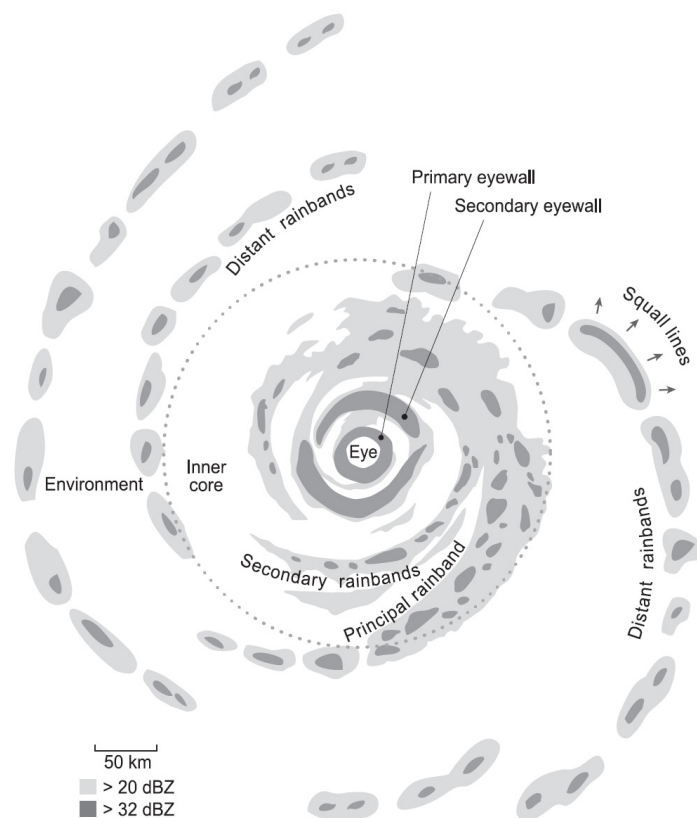 Primary eyewall
Secondary eyewall
Distant rainbands
Squall lines
Eye
Inner
core
Environment
Secondary rainbands
Principal rainband
Distant rainbands
50 km
> 20 dBZ
> 32 dBZ